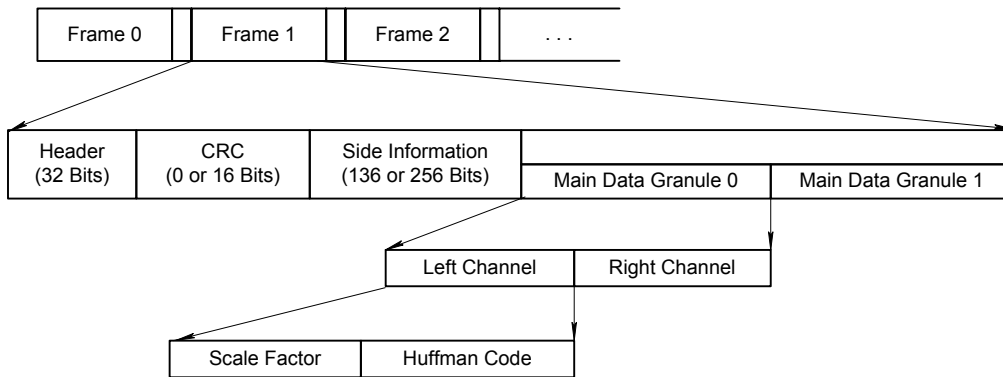 Frame 0 Frame 1 Frame 2 . . .
Header CRC Side Information
(32 Bits) (0 or 16 Bits) (136 or 256 Bits)
Main Data Granule 0 Main Data Granule 1
Left Channel Right Channel
Scale Factor Huffman Code